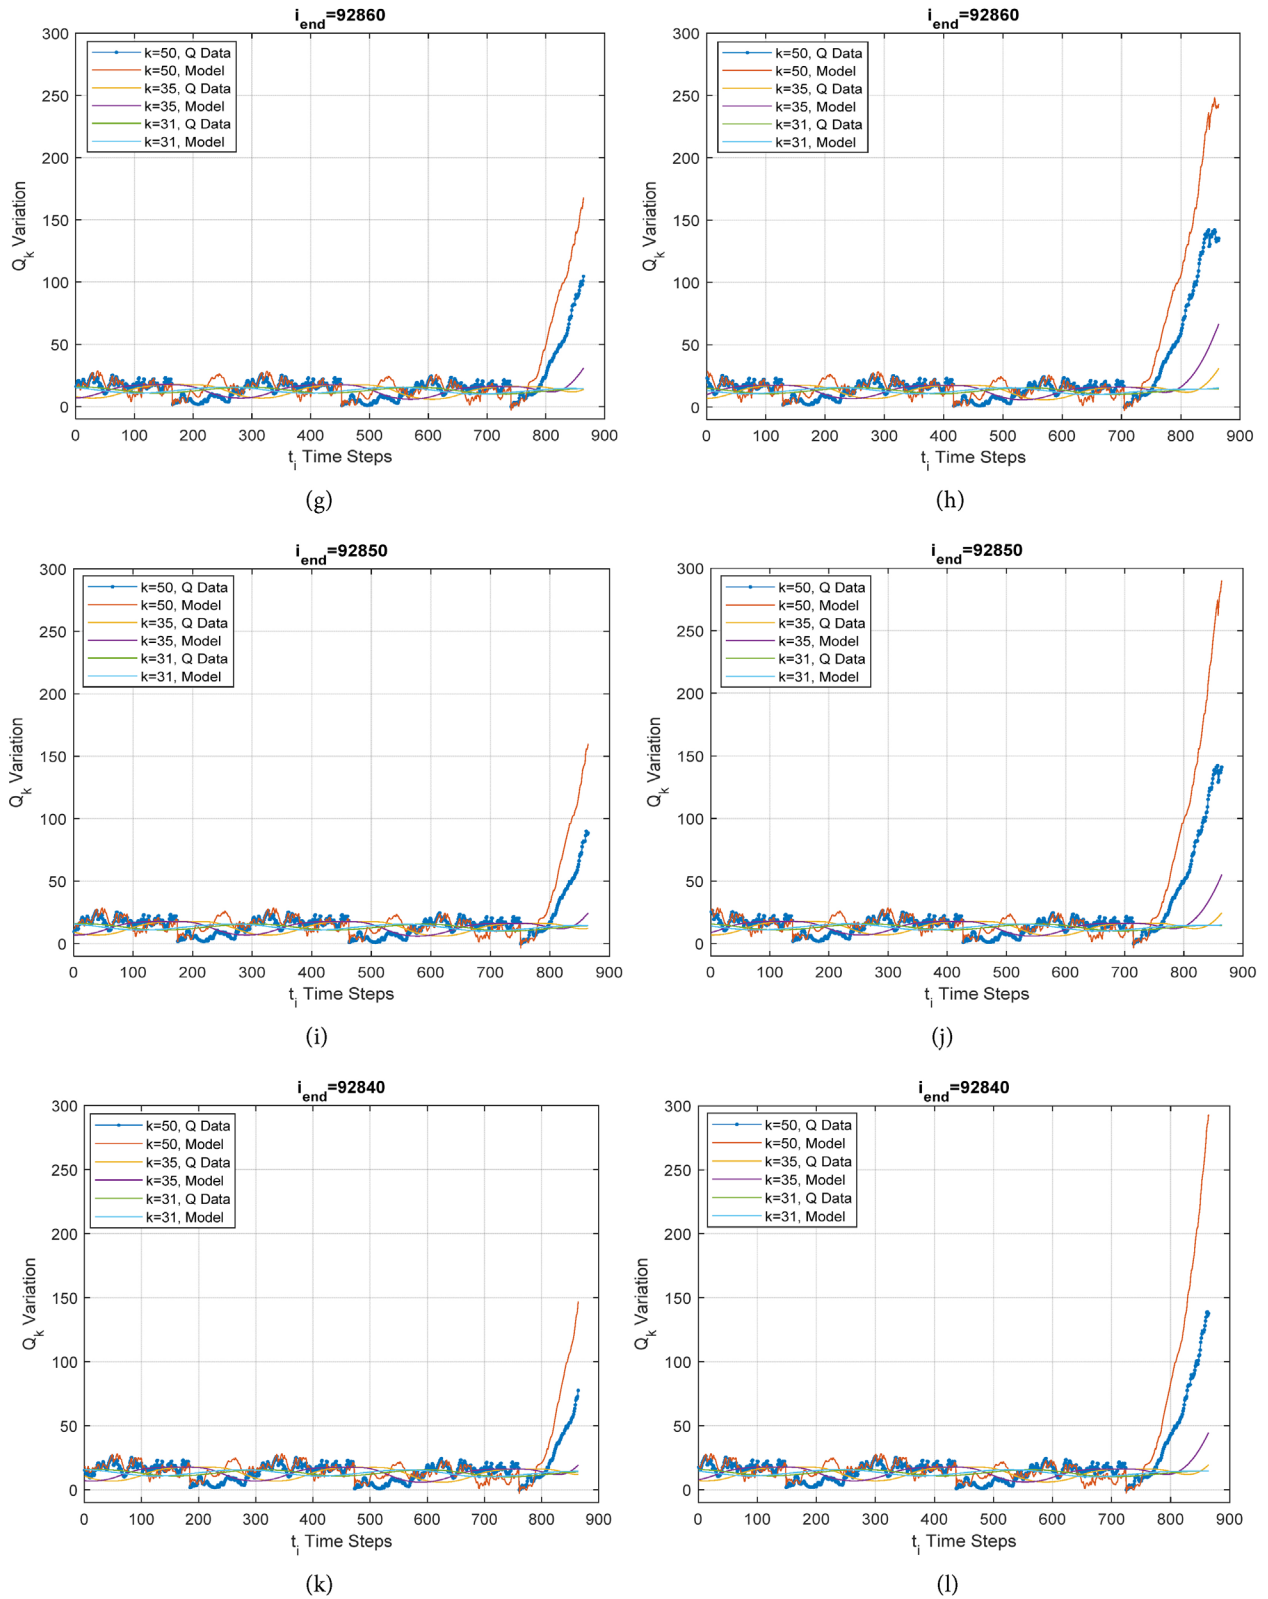 i_end=92860
300
250
200
150
100
50
0
k=50, Q Data
k=50, Model
k=35, Q Data
k=35, Model
k=31, Q Data
k=31, Model
Q_k Variation
0 100 200 300 400 500 600 700 800 900
t_i Time Steps
(g)
i_end=92860
300
250
200
150
100
50
0
k=50, Q Data
k=50, Model
k=35, Q Data
k=35, Model
k=31, Q Data
k=31, Model
Q_k Variation
0 100 200 300 400 500 600 700 800 900
t_i Time Steps
(h)
i_end=92850
300
250
200
150
100
50
0
k=50, Q Data
k=50, Model
k=35, Q Data
k=35, Model
k=31, Q Data
k=31, Model
Q_k Variation
0 100 200 300 400 500 600 700 800 900
t_i Time Steps
(i)
i_end=92850
300
250
200
150
100
50
0
k=50, Q Data
k=50, Model
k=35, Q Data
k=35, Model
k=31, Q Data
k=31, Model
Q_k Variation
0 100 200 300 400 500 600 700 800 900
t_i Time Steps
(j)
i_end=92840
300
250
200
150
100
50
0
k=50, Q Data
k=50, Model
k=35, Q Data
k=35, Model
k=31, Q Data
k=31, Model
Q_k Variation
0 100 200 300 400 500 600 700 800 900
t_i Time Steps
(k)
i_end=92840
300
250
200
150
100
50
0
k=50, Q Data
k=50, Model
k=35, Q Data
k=35, Model
k=31, Q Data
k=31, Model
Q_k Variation
0 100 200 300 400 500 600 700 800 900
t_i Time Steps
(l)